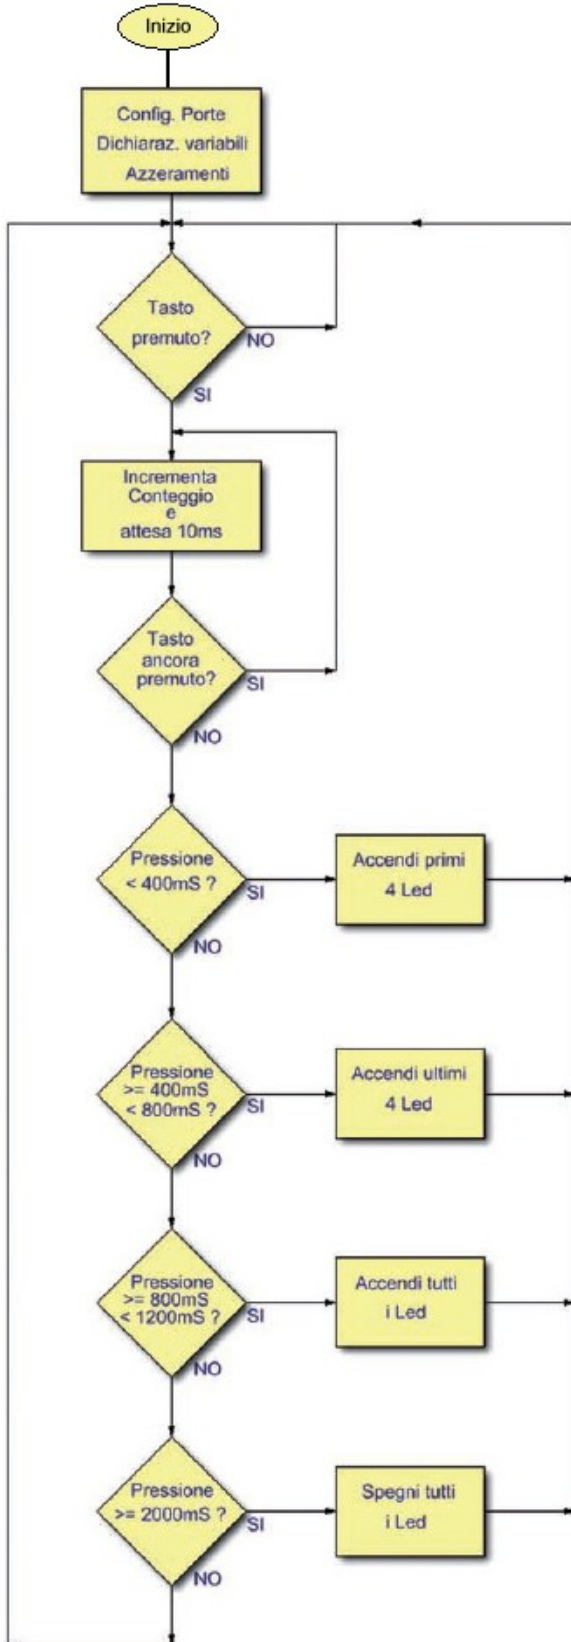 Inizio
Config. Porte
Dichiaraz. variabili
Azzeramenti
Tasto
premuto?
NO
SI
Incrementa
Conteggio
e
attesa 10ms
Tasto
ancora
premuto?
SI
NO
Pressione
< 400mS ?
SI
NO
Accendi primi
4 Led
Pressione
>= 400mS
< 800mS ?
SI
NO
Accendi ultimi
4 Led
Pressione
>= 800mS
< 1200mS ?
SI
NO
Accendi tutti
i Led
Pressione
>= 2000mS ?
SI
NO
Spegni tutti
i Led